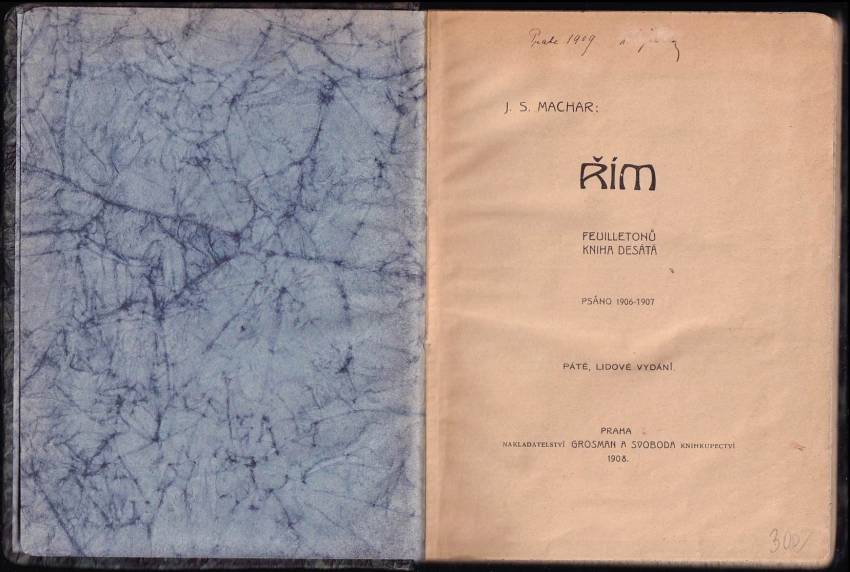 Praha 1909
J. S. MACHAR:
ŘÍM
FEUILLETONŮ
KNIHA DESÁTÁ
PSÁNO 1906-1907
PÁTÉ, LIDOVÉ VYDÁNÍ.
PRAHA
NAKLADATELSTVÍ GROSMAN A SVOBODA KNIHKUPECTVÍ
1908.